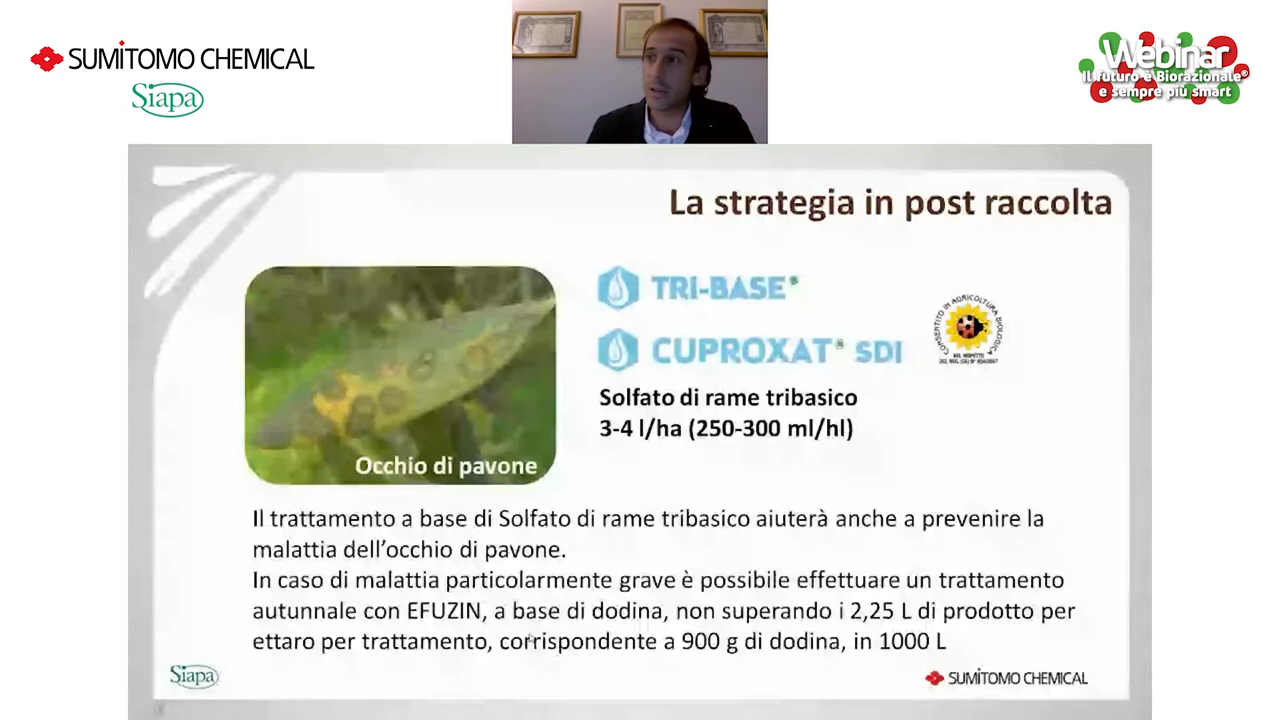 SUMITOMO CHEMICAL
Siapa
Webinar
Il futuro è Biorazionale®
e sempre più smart
La strategia in post raccolta
TRI-BASE®
CUPROXAT® SDI
CONSENTITO IN AGRICOLTURA BIOLOGICA
Solfato di rame tribasico
3-4 l/ha (250-300 ml/hl)
Occhio di pavone
Il trattamento a base di Solfato di rame tribasico aiuterà anche a prevenire la
malattia dell'occhio di pavone.
In caso di malattia particolarmente grave è possibile effettuare un trattamento
autunnale con EFUZIN, a base di dodina, non superando i 2,25 L di prodotto per
ettaro per trattamento, corrispondente a 900 g di dodina, in 1000 L
Siapa
SUMITOMO CHEMICAL